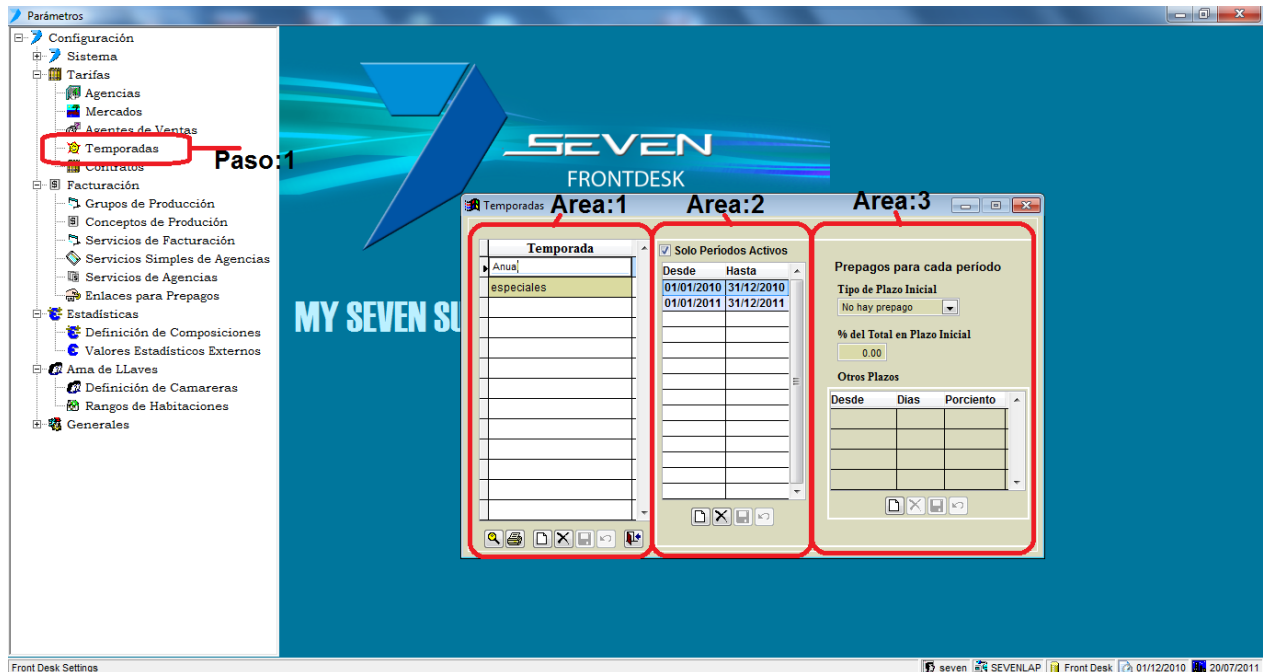 Parámetros
Configuración
Sistema
Tarifas
Agencias
Mercados
Agentes de Ventas
Temporadas
Paso:1
Contratos
Facturación
Grupos de Producción
Conceptos de Produción
Servicios de Facturación
Servicios Simples de Agencias
Servicios de Agencias
Enlaces para Prepagos
Estadísticas
Definición de Composiciones
Valores Estadísticos Externos
Ama de LLaves
Definición de Camareras
Rangos de Habitaciones
Generales
SEVEN
FRONTDESK
MY SEVEN SU
Temporadas
Area:1
Area:2
Area:3
Temporada
Anua
especiales
Solo Periodos Activos
Desde Hasta
01/01/2010 31/12/2010
01/01/2011 31/12/2011
Prepagos para cada período
Tipo de Plazo Inicial
No hay prepago
% del Total en Plazo Inicial
0.00
Otros Plazos
Desde Dias Porciento
Front Desk Settings
seven SEVENLAP Front Desk 01/12/2010 20/07/2011